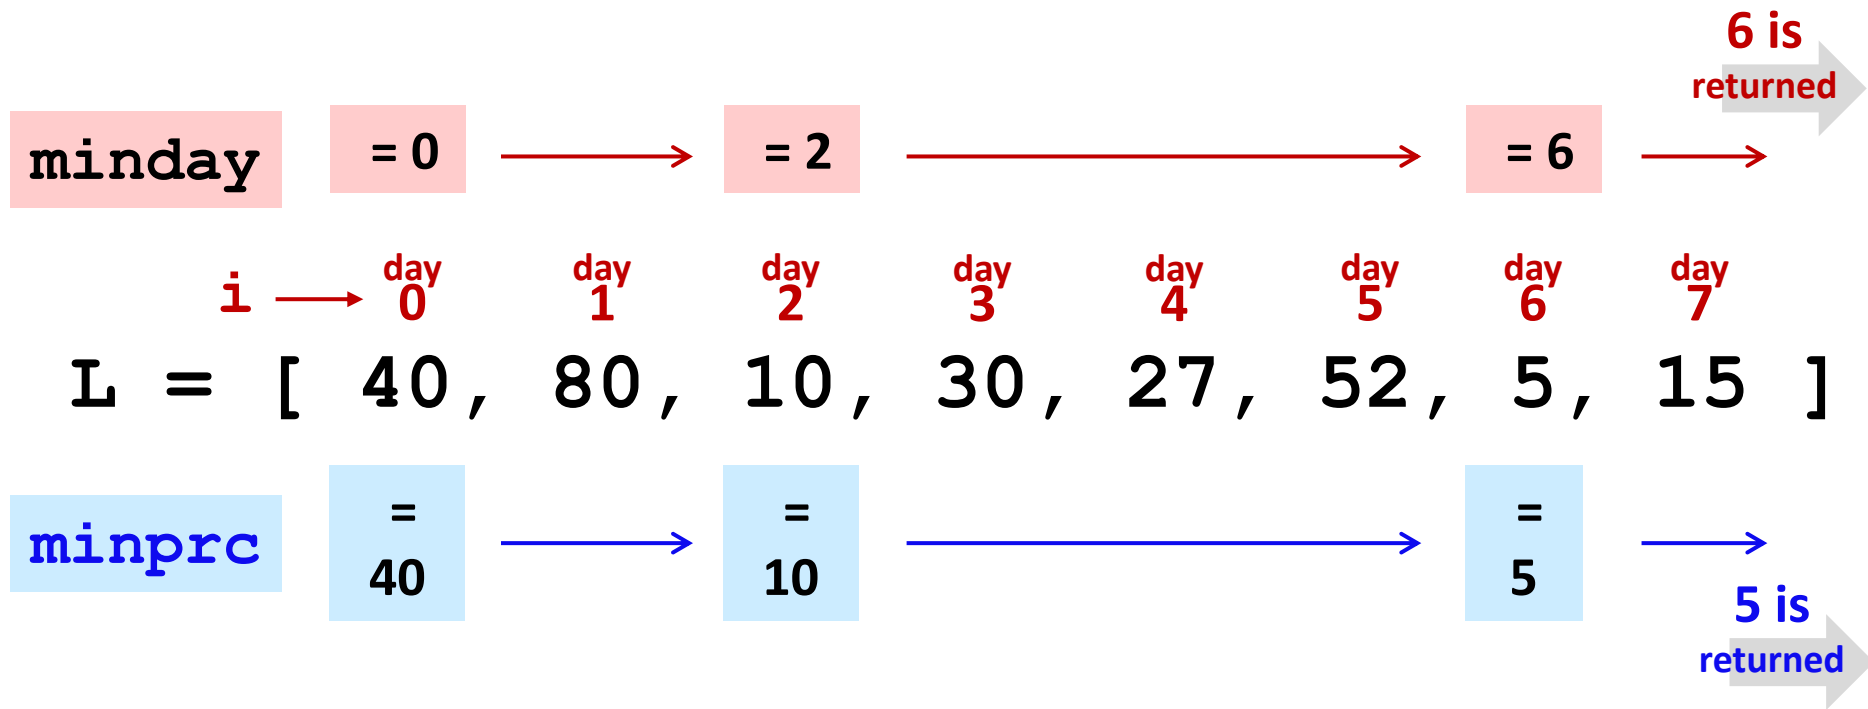 6 is
returned
minday = 0 = 2 = 6
i day 0 day 1 day 2 day 3 day 4 day 5 day 6 day 7
L = [ 40, 80, 10, 30, 27, 52, 5, 15 ]
minprc = 40 = 10 = 5
5 is
returned